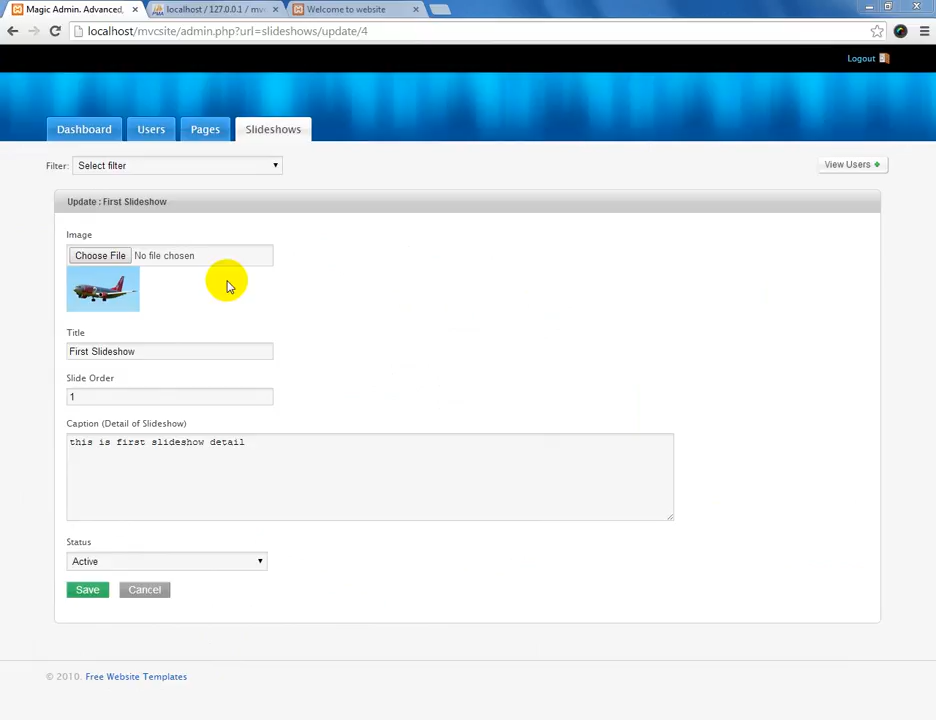 Magic Admin. Advanced,
localhost / 127.0.0.1 / mvc
Welcome to website
localhost/mvcsite/admin.php?url=slideshows/update/4
Logout
Dashboard
Users
Pages
Slideshows
Filter:
Select filter
View Users
Update : First Slideshow
Image
Choose File
No file chosen
Title
First Slideshow
Slide Order
1
Caption (Detail of Slideshow)
this is first slideshow detail
Status
Active
Save
Cancel
© 2010. Free Website Templates